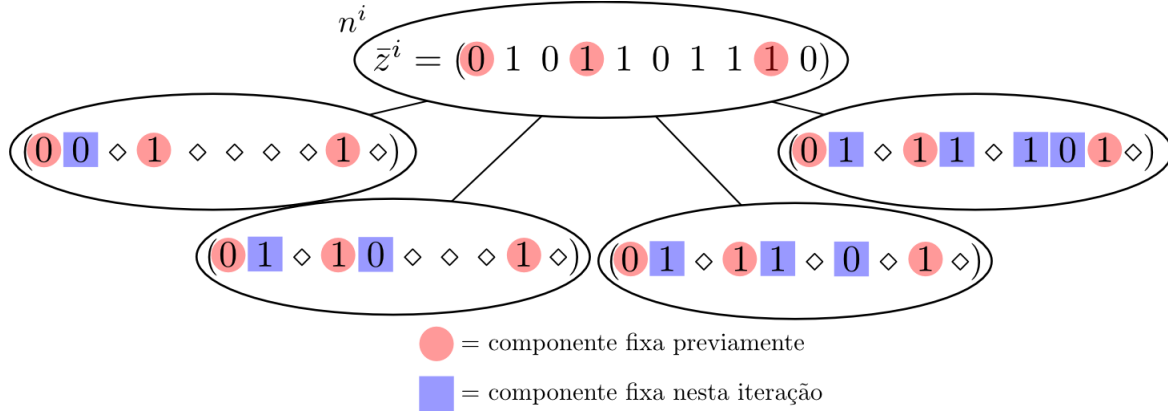 nⁱ
z̄ⁱ = (0 1 0 1 1 0 1 1 1 0)
(0 0 ⋄ 1 ⋄ ⋄ ⋄ ⋄ 1 ⋄)
(0 1 ⋄ 1 1 ⋄ 1 0 1 ⋄)
(0 1 ⋄ 1 0 ⋄ ⋄ ⋄ 1 ⋄)
(0 1 ⋄ 1 1 ⋄ 0 ⋄ 1 ⋄)
= componente fixa previamente
= componente fixa nesta iteração